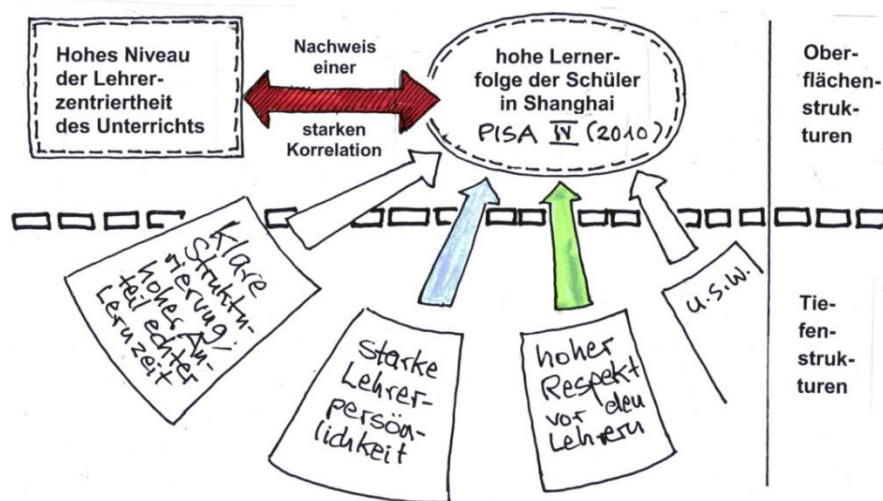 Hohes Niveau
der Lehrer-
zentriertheit
des Unterrichts
Nachweis
einer
starken
Korrelation
hohe Lerner-
folge der Schüler
in Shanghai
PISA IV (2010)
Ober-
flächen-
struk-
turen
Klare
Struktu-
rierung/
hoher An-
teil echter
Lernzeit
starke
Lehrer-
persön-
lichkeit
hoher
Respekt
vor den
Lehrern
u.s.w.
Tie-
fen-
struk-
turen